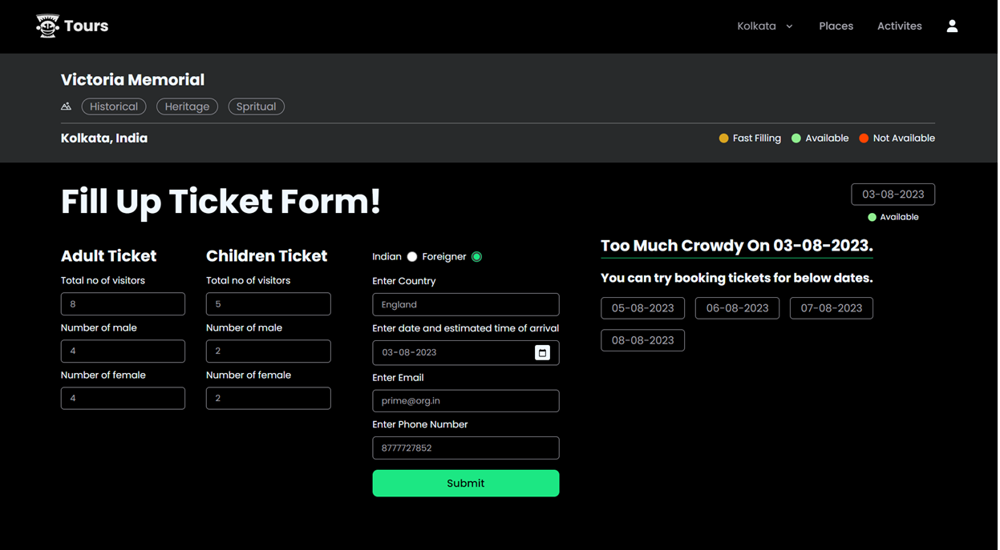 Tours
Kolkata
Places
Activites
Victoria Memorial
Historical
Heritage
Spritual
Kolkata, India
Fast Filling
Available
Not Available
Fill Up Ticket Form!
03-08-2023
Available
Adult Ticket
Total no of visitors
8
Number of male
4
Number of female
4
Children Ticket
Total no of visitors
5
Number of male
2
Number of female
2
Indian
Foreigner
Enter Country
England
Enter date and estimated time of arrival
03-08-2023
Enter Email
prime@org.in
Enter Phone Number
8777727852
Submit
Too Much Crowdy On 03-08-2023.
You can try booking tickets for below dates.
05-08-2023
06-08-2023
07-08-2023
08-08-2023